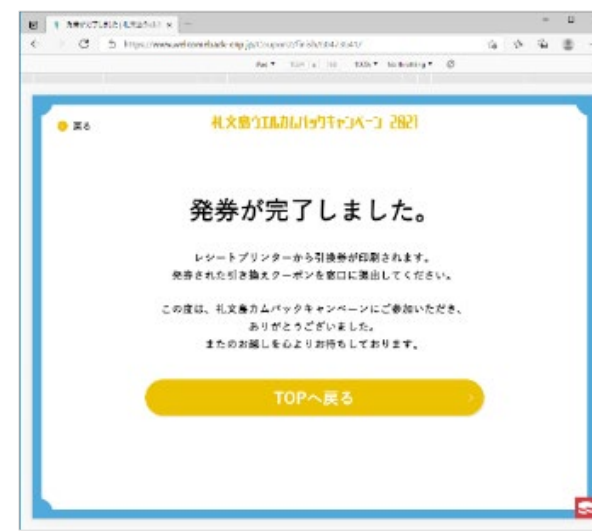 戻る
礼文島ウエルカムバックキャンペーン 2021
発券が完了しました。
レシートプリンターから引換券が印刷されます。
発券された引き換えクーポンを窓口に提出してください。
この度は、礼文島カムバックキャンペーンにご参加いただき、
ありがとうございました。
またのお越しを心よりお待ちしております。
TOPへ戻る